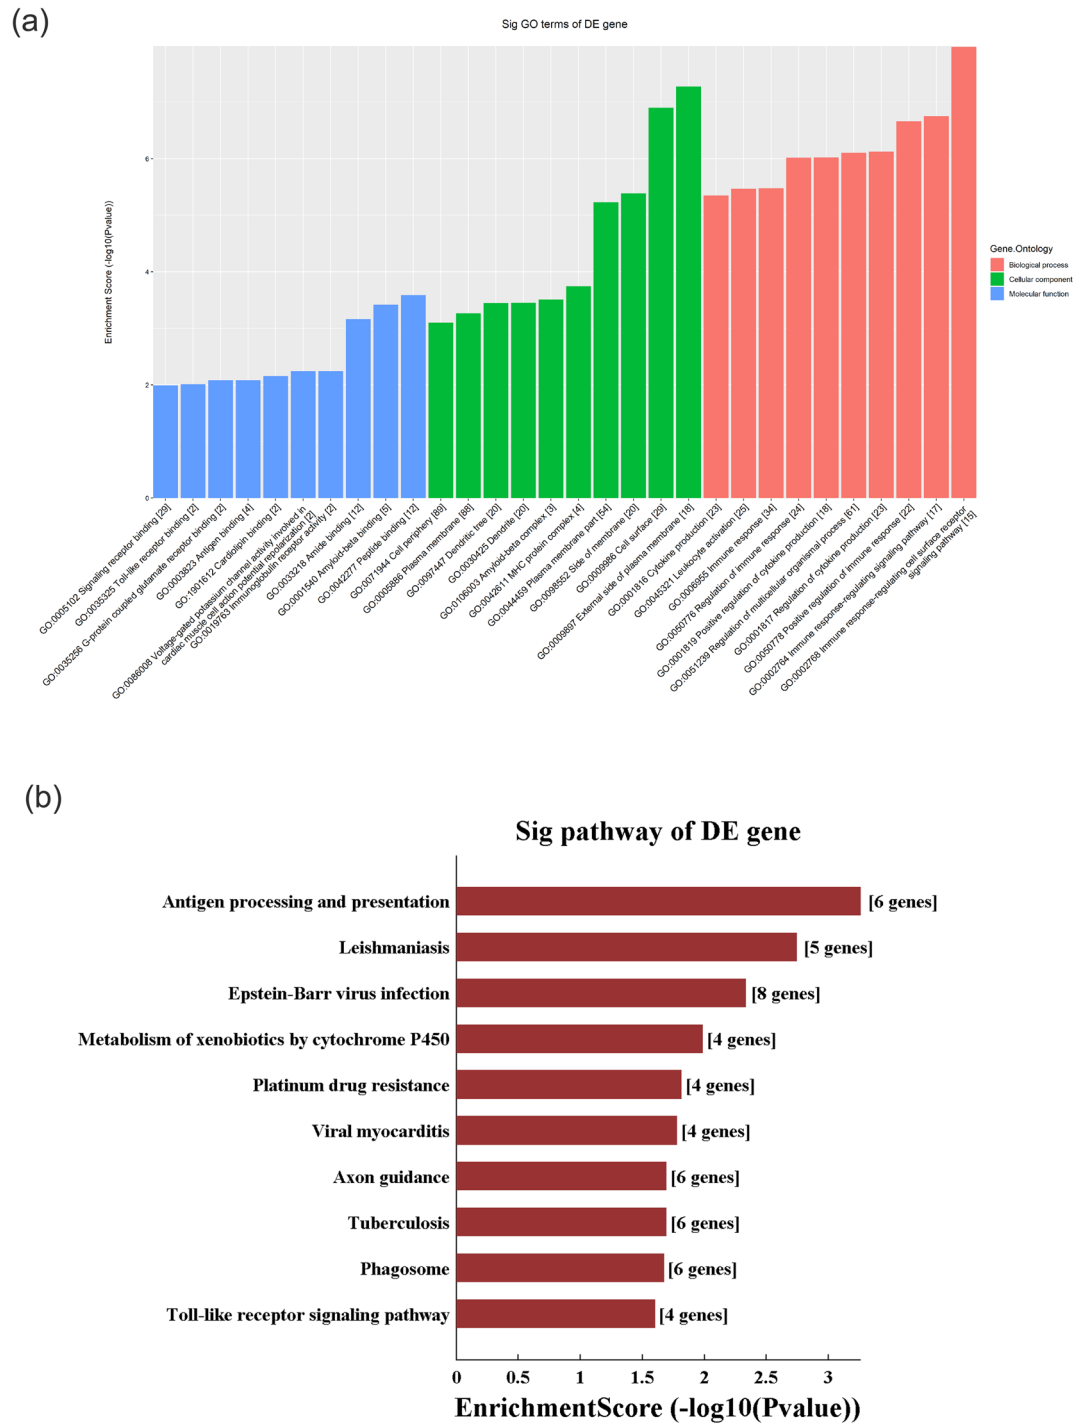 (a)
Sig GO terms of DE gene
Enrichment Score (-log10(Pvalue))
6
4
2
0
Gene.Ontology
Biological process
Cellular component
Molecular function
GO:0005102 Signaling receptor binding [29]
GO:0035325 Toll-like receptor binding [2]
GO:0035256 G-protein coupled glutamate receptor binding [2]
GO:0003823 Antigen binding [4]
GO:1901612 Cardiolipin binding [2]
GO:0086008 Voltage-gated potassium channel activity involved in
cardiac muscle cell action potential repolarization [2]
GO:0019763 Immunoglobulin receptor activity [2]
GO:0033218 Amide binding [12]
GO:0001540 Amyloid-beta binding [5]
GO:0042277 Peptide binding [12]
GO:0071944 Cell periphery [89]
GO:0005886 Plasma membrane [88]
GO:0097447 Dendritic tree [20]
GO:0030425 Dendrite [20]
GO:0106003 Amyloid-beta complex [3]
GO:0042611 MHC protein complex [4]
GO:0044459 Plasma membrane part [54]
GO:0098552 Side of membrane [20]
GO:0009986 Cell surface [29]
GO:0009897 External side of plasma membrane [18]
GO:0001816 Cytokine production [23]
GO:0045321 Leukocyte activation [25]
GO:0006955 Immune response [34]
GO:0050776 Regulation of immune response [24]
GO:0001819 Positive regulation of cytokine production [18]
GO:0051239 Regulation of multicellular organismal process [61]
GO:0001817 Regulation of cytokine production [23]
GO:0050778 Positive regulation of immune response [22]
GO:0002764 Immune response-regulating signaling pathway [17]
GO:0002768 Immune response-regulating cell surface receptor
signaling pathway [15]
(b)
Sig pathway of DE gene
Antigen processing and presentation [6 genes]
Leishmaniasis [5 genes]
Epstein-Barr virus infection [8 genes]
Metabolism of xenobiotics by cytochrome P450 [4 genes]
Platinum drug resistance [4 genes]
Viral myocarditis [4 genes]
Axon guidance [6 genes]
Tuberculosis [6 genes]
Phagosome [6 genes]
Toll-like receptor signaling pathway [4 genes]
0 0.5 1 1.5 2 2.5 3
EnrichmentScore (-log10(Pvalue))